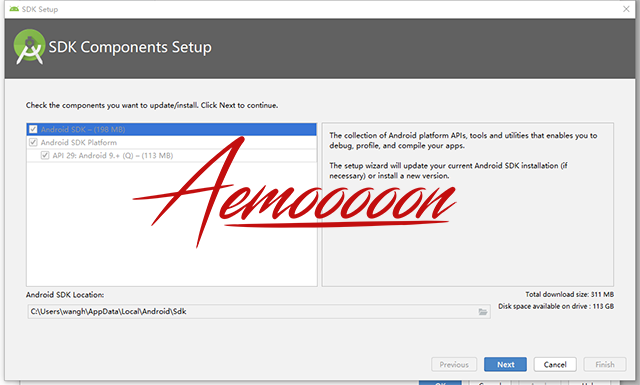 SDK Setup
SDK Components Setup
Check the components you want to update/install. Click Next to continue.
Android SDK – (198 MB)
Android SDK Platform
API 29: Android 9.+ (Q) – (113 MB)
The collection of Android platform APIs, tools and utilities that enables you to
debug, profile, and compile your apps.
The setup wizard will update your current Android SDK installation (if
necessary) or install a new version.
Aemooooon
Android SDK Location:
Total download size: 311 MB
C:\Users\wangh\AppData\Local\Android\Sdk
Disk space available on drive : 113 GB
Previous
Next
Cancel
Finish